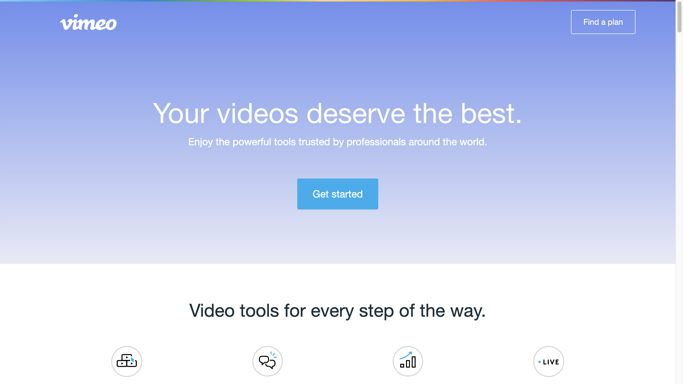 vimeo
Find a plan
Your videos deserve the best.
Enjoy the powerful tools trusted by professionals around the world.
Get started
Video tools for every step of the way.
LIVE